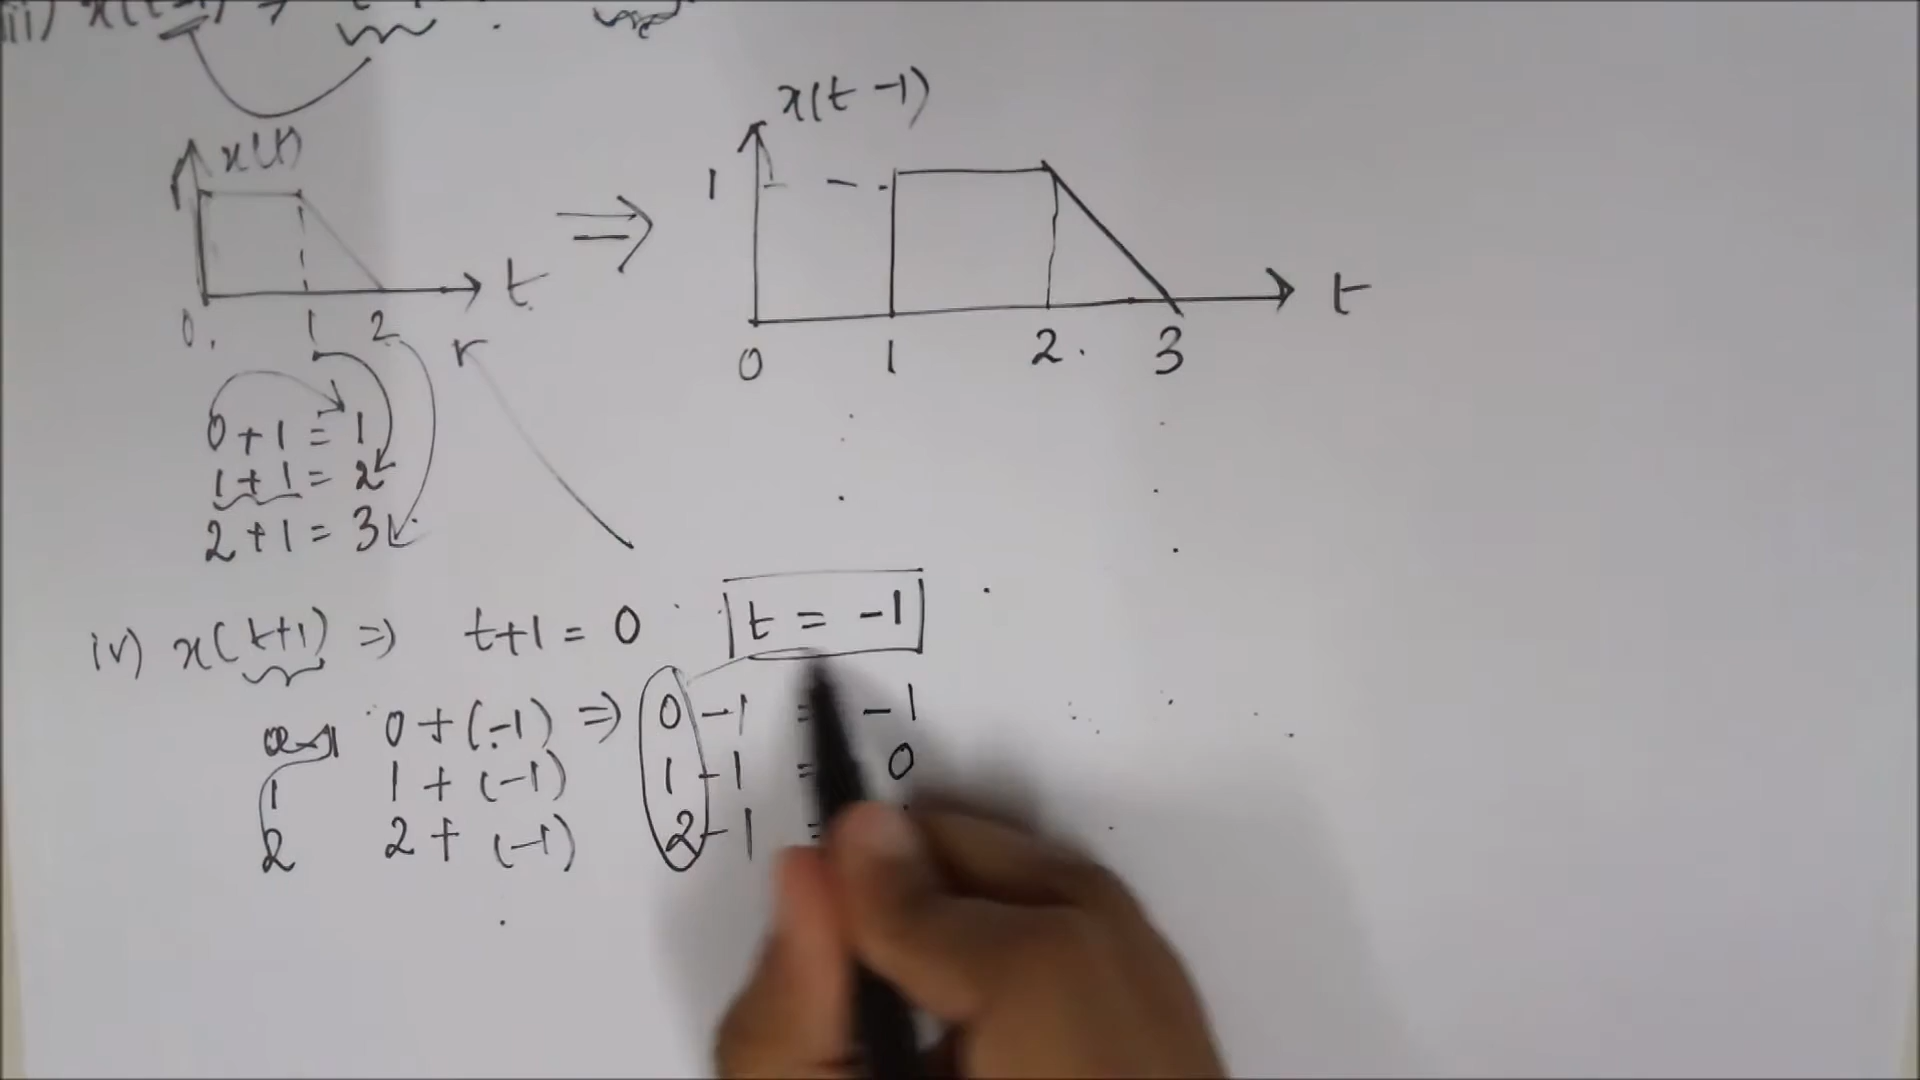 iii) x(t-1) ⇒
x(t)
t
0. 1 2
x(t-1)
1
t
0 1 2. 3
⇒
0+1 = 1
1+1 = 2
2+1 = 3
iv) x(t+1) ⇒ t+1 = 0 t = -1
0+(-1) ⇒ 0-1 = -1
1 1+(-1) 1-1 = 0
2 2+(-1) 2-1 =